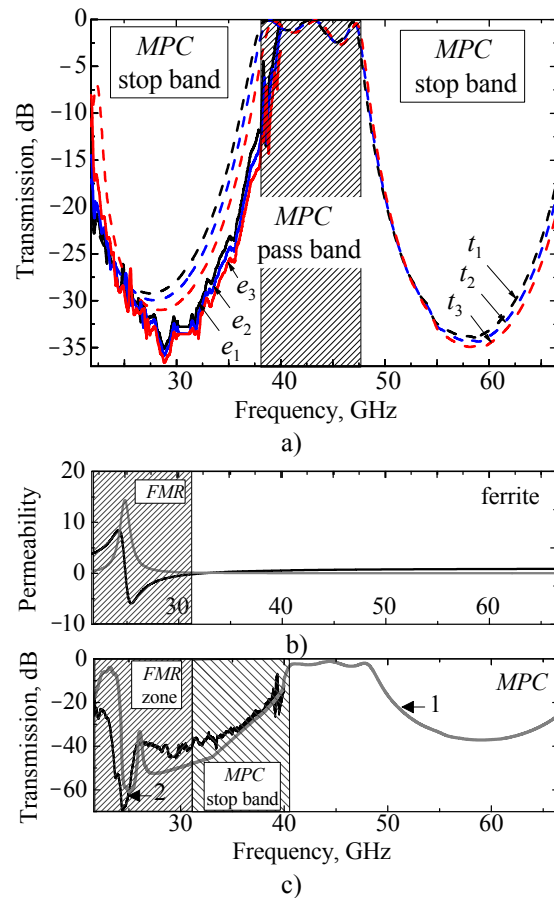 0
−5
−10
−15
−20
−25
−30
−35
Transmission, dB
MPC
stop band
MPC
stop band
MPC
pass band
e3
e2
e1
t1
t2
t3
30 40 50 60
Frequency, GHz
a)
20
10
0
−10
Permeability
FMR
ferrite
30 40 50 60
b)
0
−20
−40
−60
Transmission, dB
FMR
zone
MPC
1
2
MPC
stop band
30 40 50 60
Frequency, GHz
c)